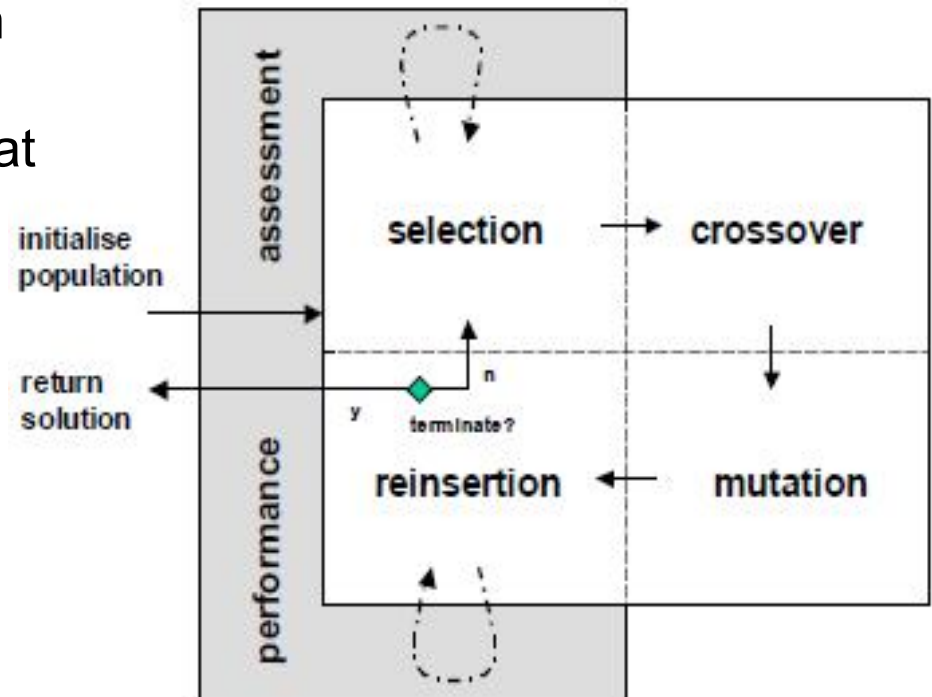 at
assessment
initialise
population
selection
crossover
return
solution
y
n
terminate?
performance
reinsertion
mutation